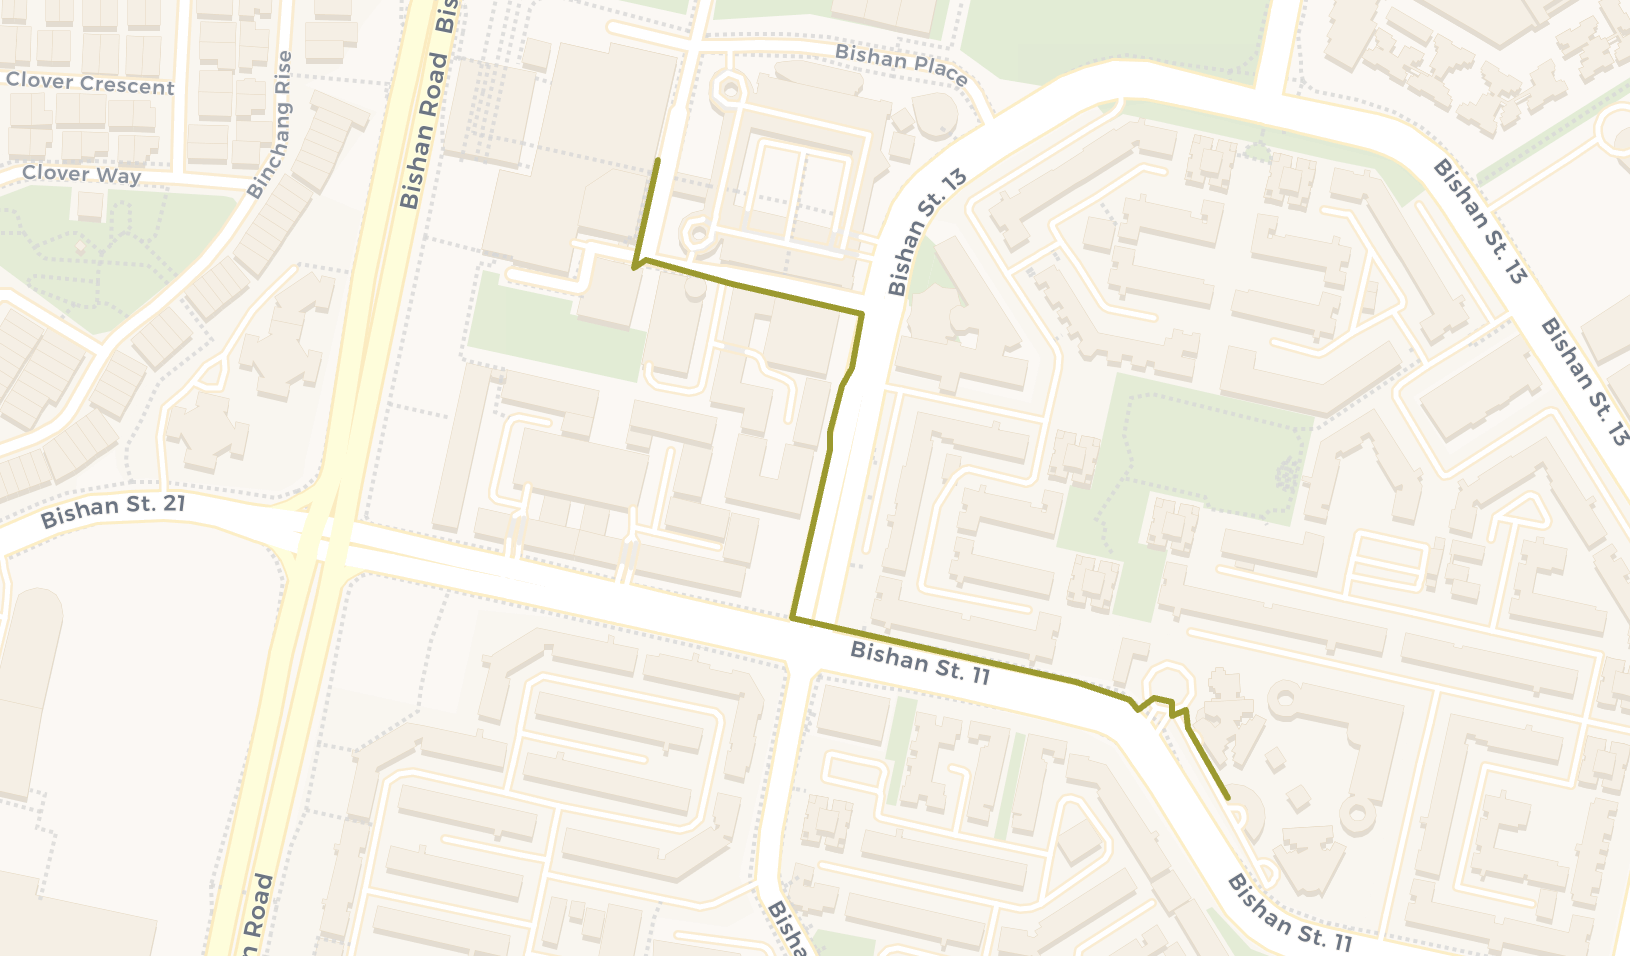 Bis
Bishan Road
Bishan Place
Clover Crescent
Binchang Rise
Clover Way
Bishan St. 13
Bishan St. 13
Bishan St. 13
Bishan St. 21
Bishan St. 11
n Road
Bisha
Bishan St. 11